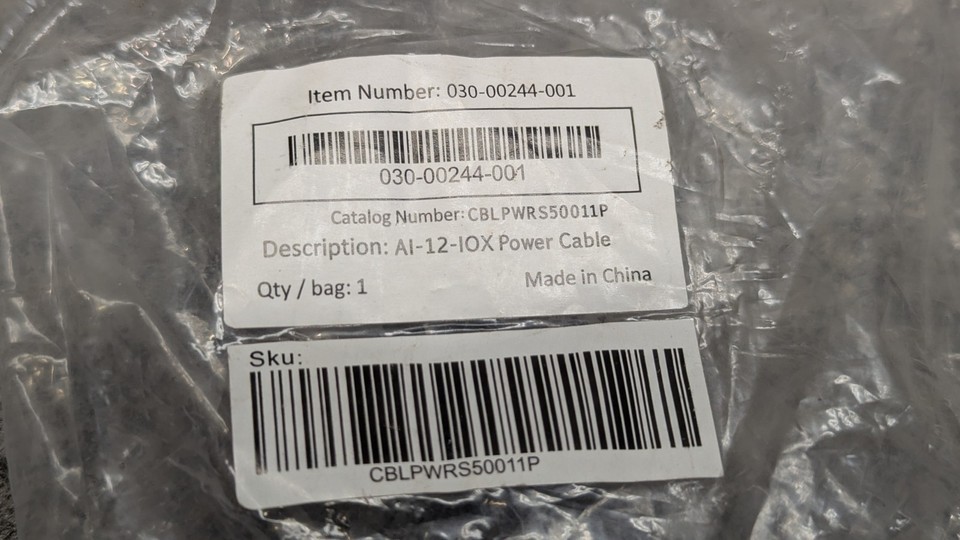 Item Number: 030-00244-001
030-00244-001
Catalog Number: CBLPWRS50011P
Description: AI-12-IOX Power Cable
Qty / bag: 1
Made in China
Sku:
CBLPWRS50011P